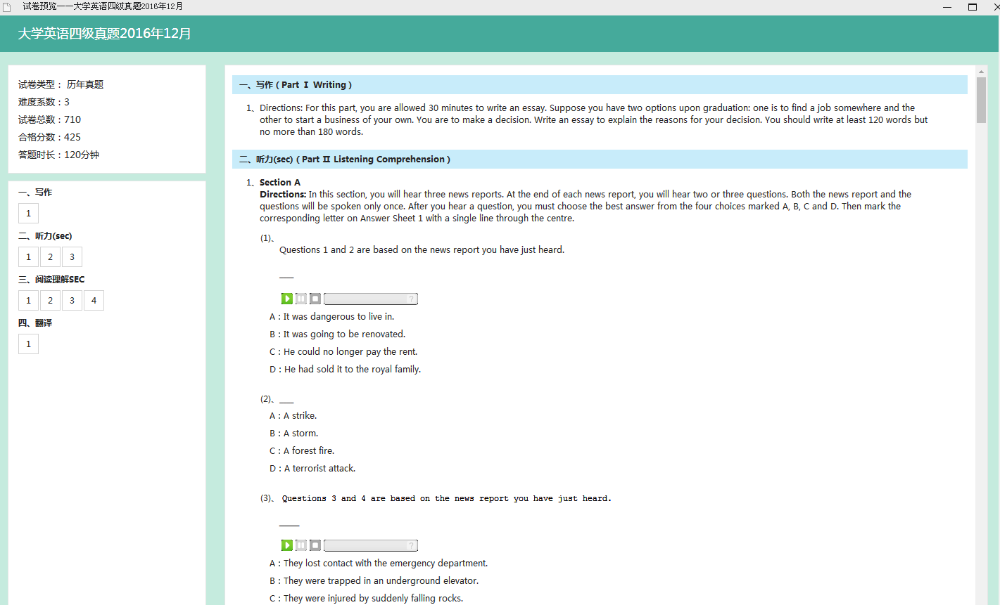 试卷预览一一大学英语四级真题2016年12月
大学英语四级真题2016年12月
试卷类型： 历年真题
难度系数：3
试卷总数：710
合格分数：425
答题时长：120分钟
一、写作
1
二、听力(sec)
1 2 3
三、阅读理解SEC
1 2 3 4
四、翻译
1
一、写作 ( Part Ⅰ Writing )
1、Directions: For this part, you are allowed 30 minutes to write an essay. Suppose you have two options upon graduation: one is to find a job somewhere and the
other to start a business of your own. You are to make a decision. Write an essay to explain the reasons for your decision. You should write at least 120 words but
no more than 180 words.
二、听力(sec) ( Part Ⅱ Listening Comprehension )
1、Section A
Directions: In this section, you will hear three news reports. At the end of each news report, you will hear two or three questions. Both the news report and the
questions will be spoken only once. After you hear a question, you must choose the best answer from the four choices marked A, B, C and D. Then mark the
corresponding letter on Answer Sheet 1 with a single line through the centre.
(1)、
Questions 1 and 2 are based on the news report you have just heard.
___
?
A : It was dangerous to live in.
B : It was going to be renovated.
C : He could no longer pay the rent.
D : He had sold it to the royal family.
(2)、___
A : A strike.
B : A storm.
C : A forest fire.
D : A terrorist attack.
(3)、 Questions 3 and 4 are based on the news report you have just heard.
____
?
A : They lost contact with the emergency department.
B : They were trapped in an underground elevator.
C : They were injured by suddenly falling rocks.